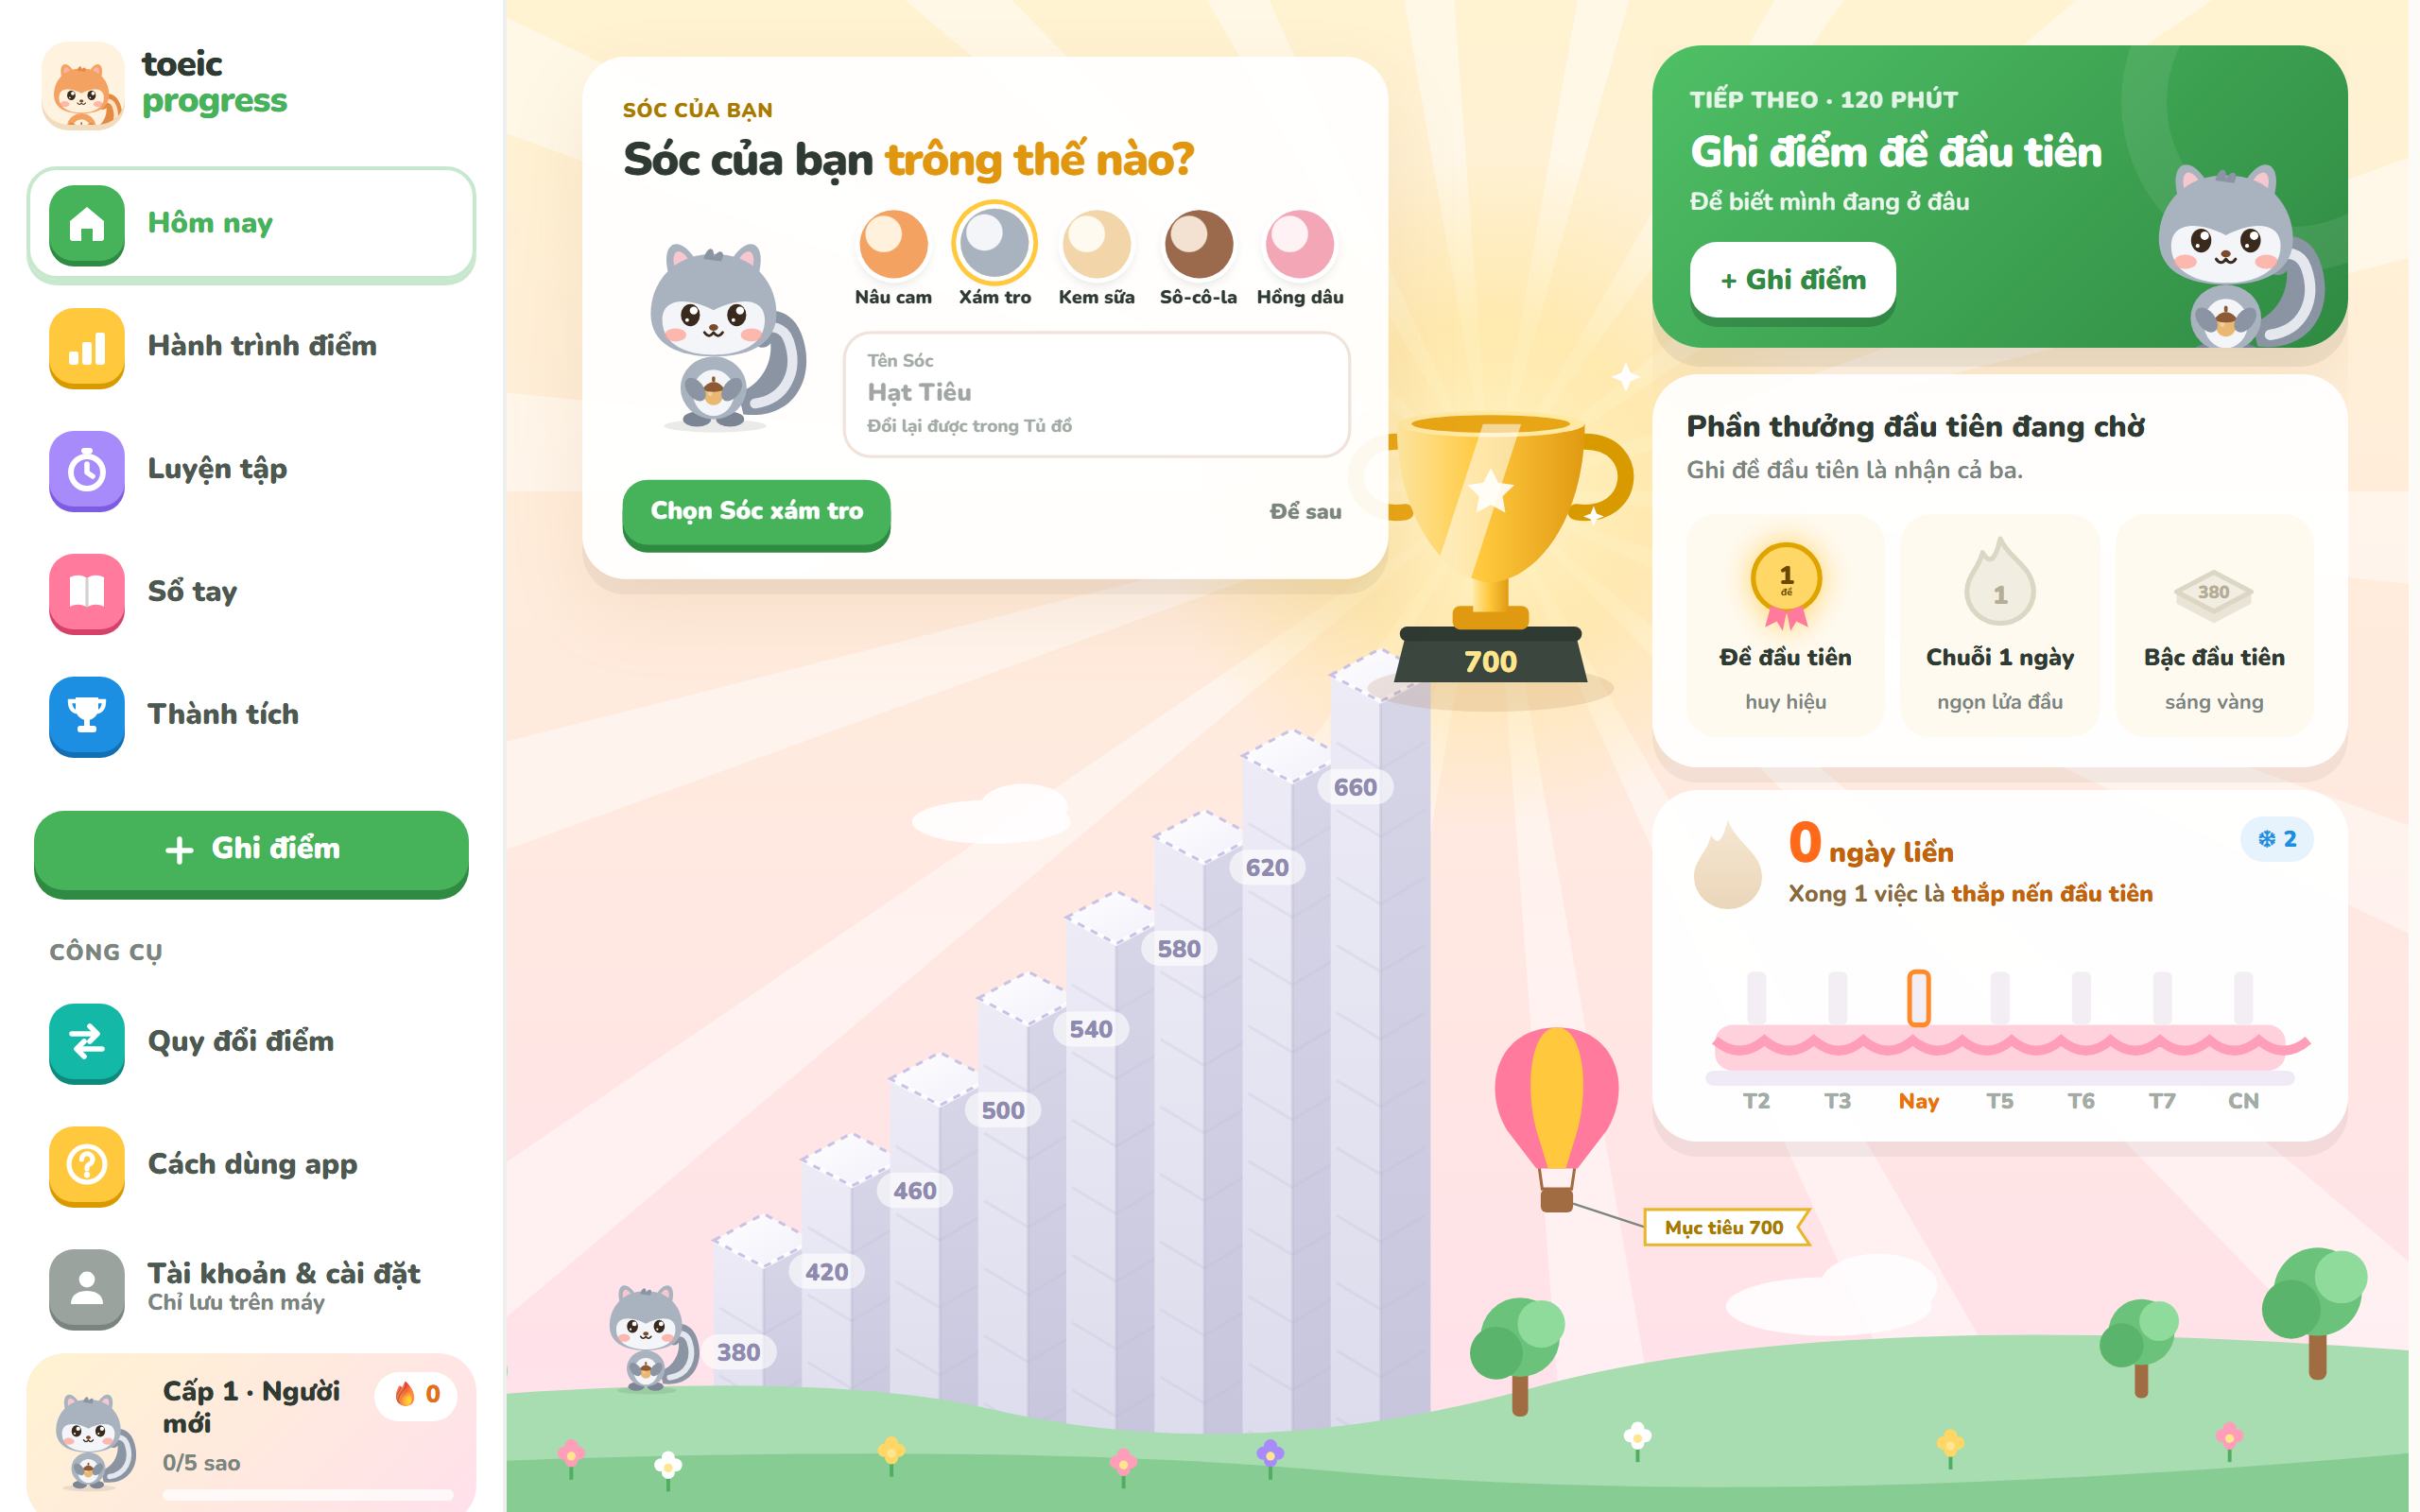 toeic
progress
Hôm nay
Hành trình điểm
Luyện tập
Sổ tay
Thành tích
+ Ghi điểm
CÔNG CỤ
Quy đổi điểm
Cách dùng app
Tài khoản & cài đặt
Chỉ lưu trên máy
Cấp 1 · Người
mới
0
0/5 sao
SÓC CỦA BẠN
Sóc của bạn trông thế nào?
Nâu cam
Xám tro
Kem sữa
Sô-cô-la
Hồng dâu
Tên Sóc
Hạt Tiêu
Đổi lại được trong Tủ đồ
Chọn Sóc xám tro
Để sau
700
660
620
580
540
500
460
420
380
Mục tiêu 700
TIẾP THEO · 120 PHÚT
Ghi điểm đề đầu tiên
Để biết mình đang ở đâu
+ Ghi điểm
Phần thưởng đầu tiên đang chờ
Ghi đề đầu tiên là nhận cả ba.
1
đề
Đề đầu tiên
huy hiệu
1
Chuỗi 1 ngày
ngọn lửa đầu
380
Bậc đầu tiên
sáng vàng
0 ngày liền
❄ 2
Xong 1 việc là thắp nến đầu tiên
T2 T3 Nay T5 T6 T7 CN